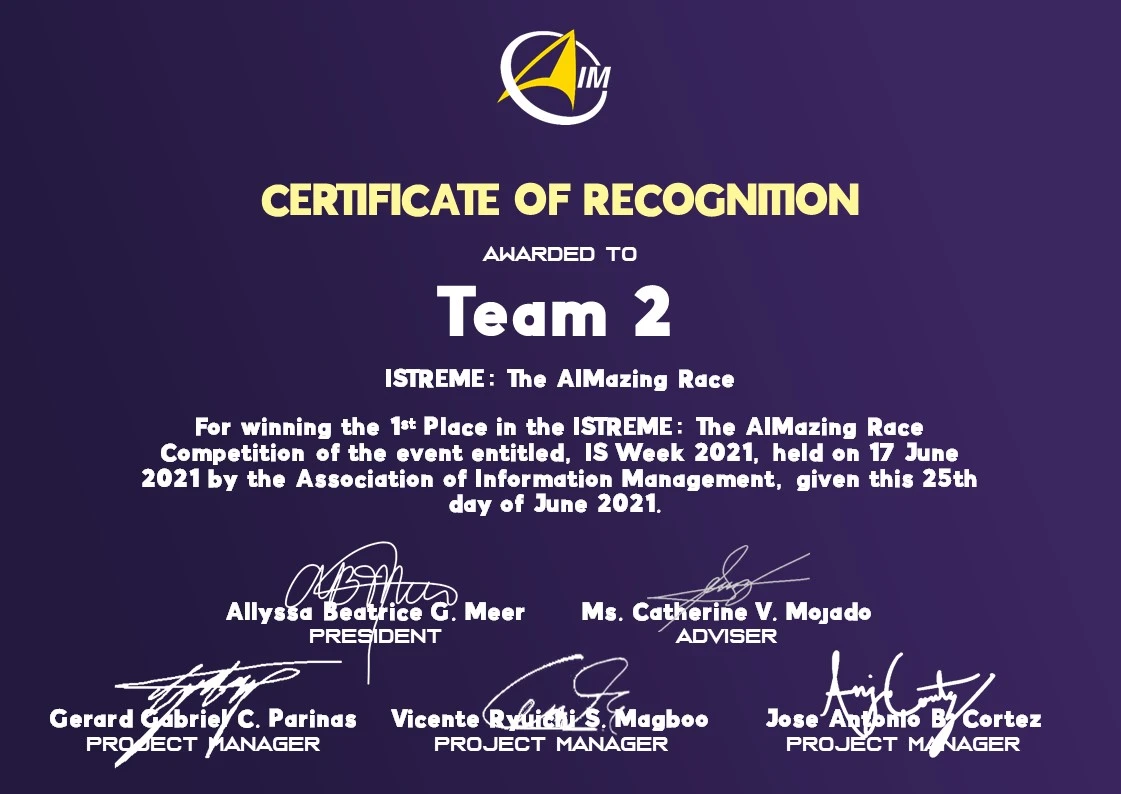 AIM
CERTIFICATE OF RECOGNITION
AWARDED TO
Team 2
ISTREME: The AIMazing Race
For winning the 1st Place in the ISTREME: The AIMazing Race
Competition of the event entitled, IS Week 2021, held on 17 June
2021 by the Association of Information Management, given this 25th
day of June 2021.
Allyssa Beatrice G. Meer
PRESIDENT
Ms. Catherine V. Mojado
ADVISER
Gerard Gabriel C. Parinas
PROJECT MANAGER
Vicente Ryuichi S. Magboo
PROJECT MANAGER
Jose Antonio B. Cortez
PROJECT MANAGER